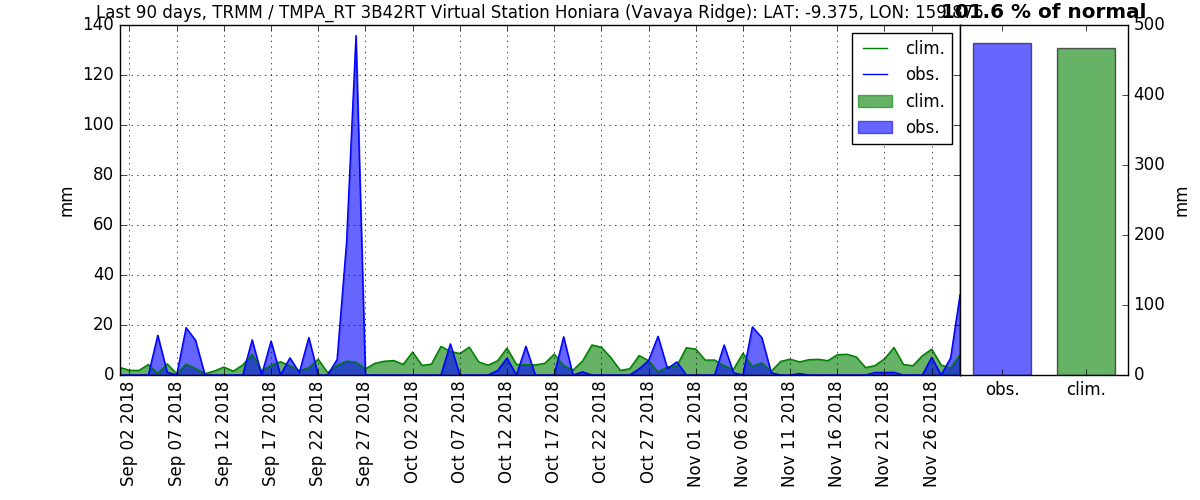 Last 90 days, TRMM / TMPA_RT 3B42RT Virtual Station Honiara (Vavaya Ridge): LAT: -9.375, LON:
101.6 % of normal
140
120
100
80
60
40
20
0
mm
clim.
obs.
clim.
obs.
500
400
300
200
100
0
mm
obs.
clim.
Sep 02 2018
Sep 07 2018
Sep 12 2018
Sep 17 2018
Sep 22 2018
Sep 27 2018
Oct 02 2018
Oct 07 2018
Oct 12 2018
Oct 17 2018
Oct 22 2018
Oct 27 2018
Nov 01 2018
Nov 06 2018
Nov 11 2018
Nov 16 2018
Nov 21 2018
Nov 26 2018